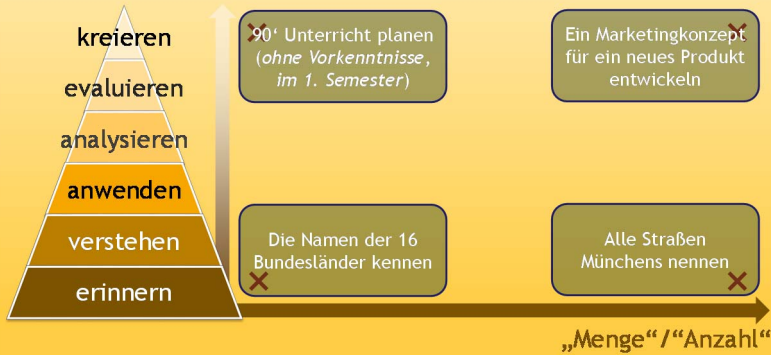 kreieren
evaluieren
analysieren
anwenden
verstehen
erinnern
90‘ Unterricht planen
(ohne Vorkenntnisse,
im 1. Semester)
Ein Marketingkonzept
für ein neues Produkt
entwickeln
Die Namen der 16
Bundesländer kennen
Alle Straßen
Münchens nennen
„Menge“/“Anzahl“